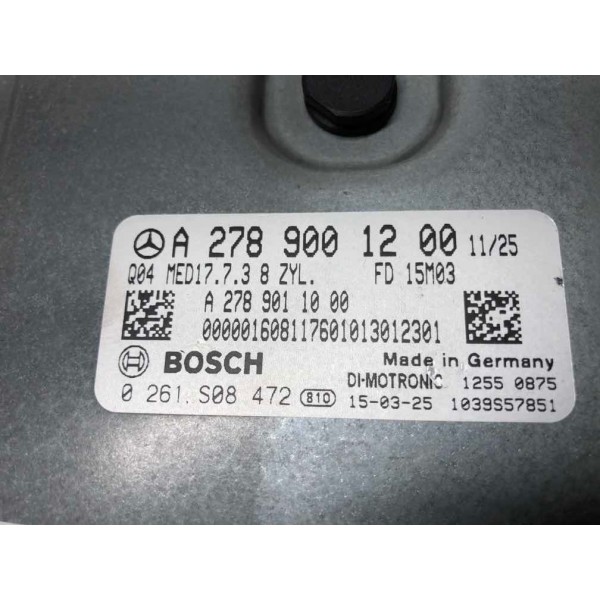 A 278 900 12 00 11/25
Q04 MED17.7.3 8 ZYL. FD 15M03
A 278 901 10 00
000001608117601013012301
BOSCH Made in Germany
DI-MOTRONIC 1255 0875
0 261.S08 472 810 15-03-25 1039S57851